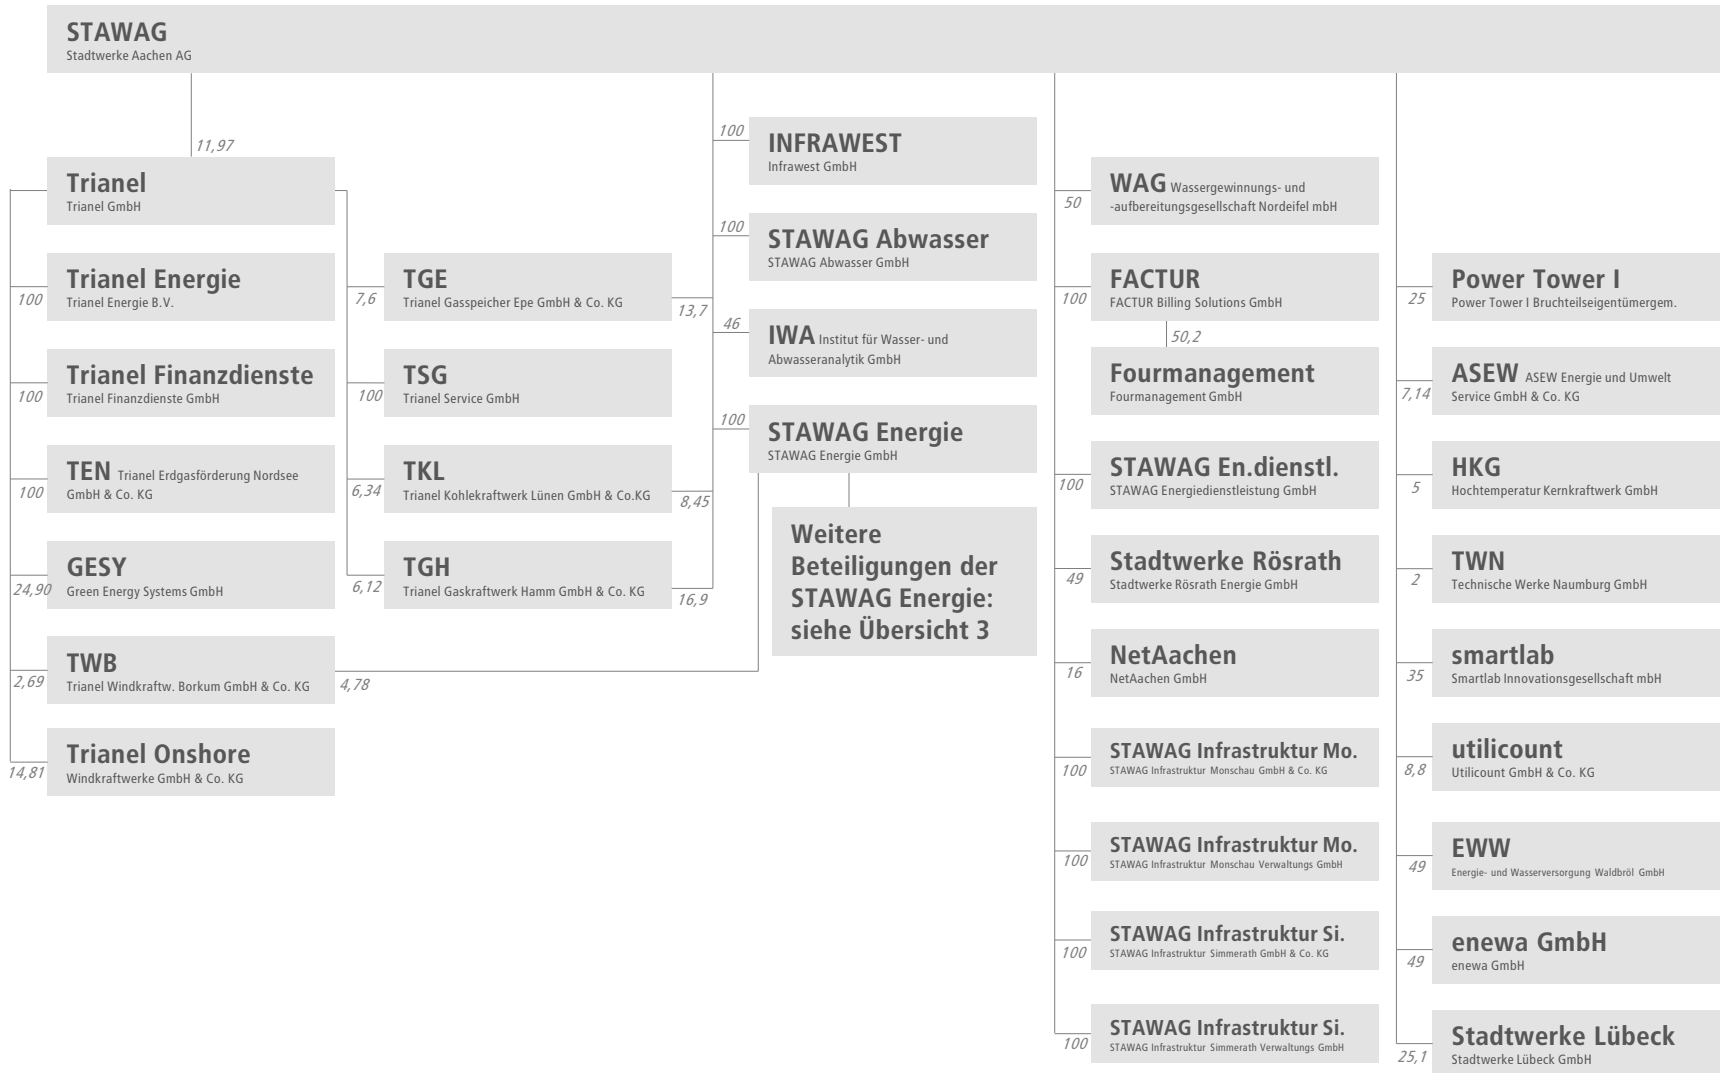 STAWAG
Stadtwerke Aachen AG
11,97
Trianel
Trianel GmbH
100
Trianel Energie
Trianel Energie B.V.
100
Trianel Finanzdienste
Trianel Finanzdienste GmbH
100
TEN Trianel Erdgasförderung Nordsee
GmbH & Co. KG
24,90
GESY
Green Energy Systems GmbH
2,69
TWB
Trianel Windkraftw. Borkum GmbH & Co. KG
4,78
14,81
Trianel Onshore
Windkraftwerke GmbH & Co. KG
7,6
TGE
Trianel Gasspeicher Epe GmbH & Co. KG
13,7
100
TSG
Trianel Service GmbH
6,34
TKL
Trianel Kohlekraftwerk Lünen GmbH & Co.KG
8,45
6,12
TGH
Trianel Gaskraftwerk Hamm GmbH & Co. KG
16,9
100
INFRAWEST
Infrawest GmbH
100
STAWAG Abwasser
STAWAG Abwasser GmbH
46
IWA Institut für Wasser- und
Abwasseranalytik GmbH
100
STAWAG Energie
STAWAG Energie GmbH
Weitere
Beteiligungen der
STAWAG Energie:
siehe Übersicht 3
50
WAG Wassergewinnungs- und
-aufbereitungsgesellschaft Nordeifel mbH
100
FACTUR
FACTUR Billing Solutions GmbH
50,2
Fourmanagement
Fourmanagement GmbH
100
STAWAG En.dienstl.
STAWAG Energiedienstleistung GmbH
49
Stadtwerke Rösrath
Stadtwerke Rösrath Energie GmbH
16
NetAachen
NetAachen GmbH
100
STAWAG Infrastruktur Mo.
STAWAG Infrastruktur Monschau GmbH & Co. KG
100
STAWAG Infrastruktur Mo.
STAWAG Infrastruktur Monschau Verwaltungs GmbH
100
STAWAG Infrastruktur Si.
STAWAG Infrastruktur Simmerath GmbH & Co. KG
100
STAWAG Infrastruktur Si.
STAWAG Infrastruktur Simmerath Verwaltungs GmbH
25
Power Tower I
Power Tower I Bruchteilseigentümergem.
7,14
ASEW ASEW Energie und Umwelt
Service GmbH & Co. KG
5
HKG
Hochtemperatur Kernkraftwerk GmbH
2
TWN
Technische Werke Naumburg GmbH
35
smartlab
Smartlab Innovationsgesellschaft mbH
8,8
utilicount
Utilicount GmbH & Co. KG
49
EWW
Energie- und Wasserversorgung Waldbröl GmbH
49
enewa GmbH
enewa GmbH
25,1
Stadtwerke Lübeck
Stadtwerke Lübeck GmbH